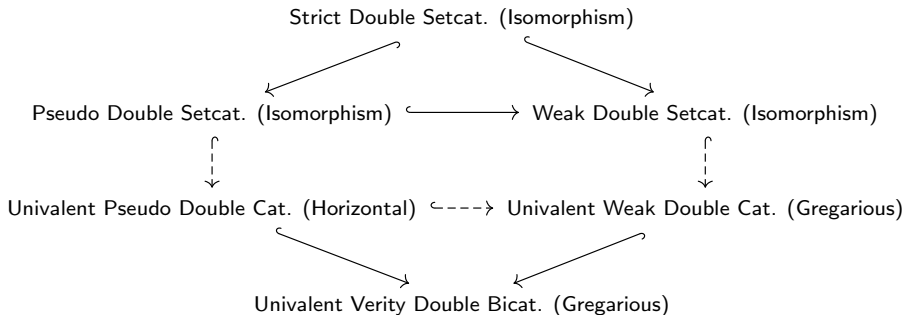 Strict Double Setcat. (Isomorphism)
Pseudo Double Setcat. (Isomorphism)
Weak Double Setcat. (Isomorphism)
Univalent Pseudo Double Cat. (Horizontal)
Univalent Weak Double Cat. (Gregarious)
Univalent Verity Double Bicat. (Gregarious)